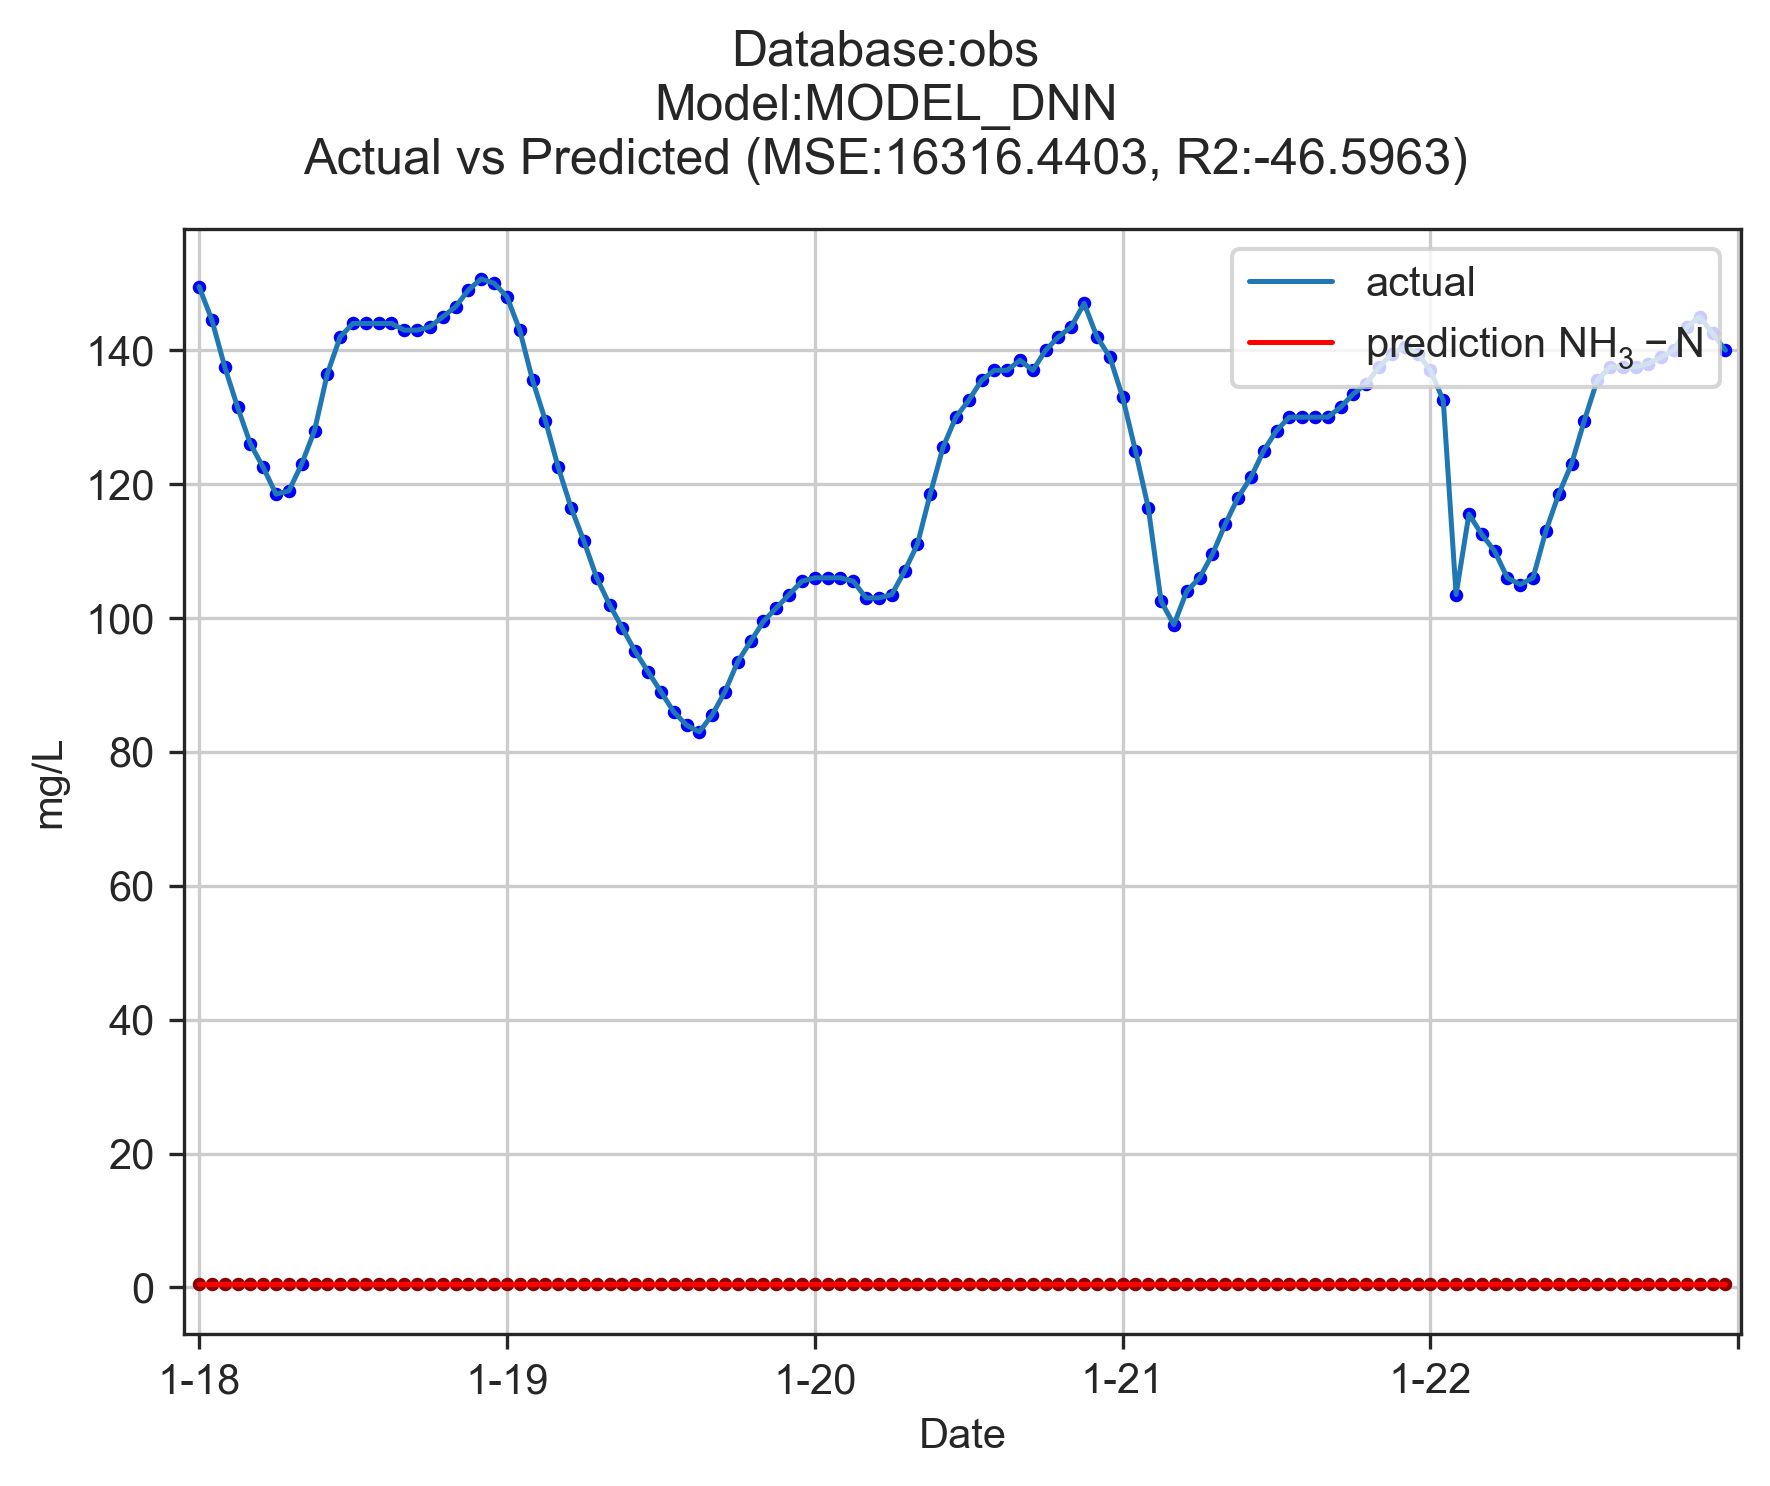 Database:obs
Model:MODEL_DNN
Actual vs Predicted (MSE:16316.4403, R2:-46.5963)
actual
prediction NH₃ − N
140
120
100
80
60
40
20
0
mg/L
1-18 1-19 1-20 1-21 1-22
Date